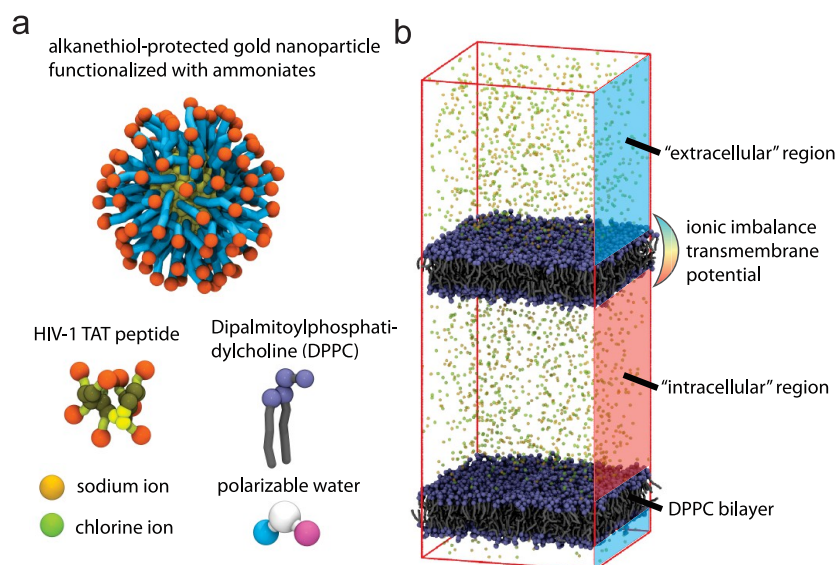 a
alkanethiol-protected gold nanoparticle
functionalized with ammoniates
HIV-1 TAT peptide
Dipalmitoylphosphati-
dylcholine (DPPC)
sodium ion
chlorine ion
polarizable water
b
"extracellular" region
ionic imbalance
transmembrane
potential
"intracellular" region
DPPC bilayer